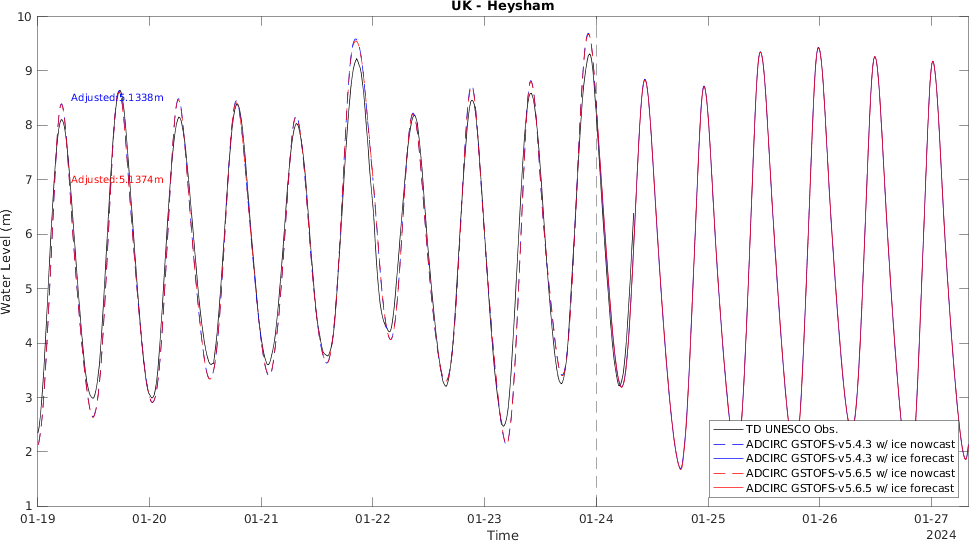 UK - Heysham
10
9
8
7
6
5
4
3
2
1
Water Level (m)
Adjusted:5.1338m
Adjusted:5.1374m
TD UNESCO Obs.
ADCIRC GSTOFS-v5.4.3 w/ ice nowcast
ADCIRC GSTOFS-v5.4.3 w/ ice forecast
ADCIRC GSTOFS-v5.6.5 w/ ice nowcast
ADCIRC GSTOFS-v5.6.5 w/ ice forecast
01-19 01-20 01-21 01-22 01-23 01-24 01-25 01-26 01-27
Time
2024